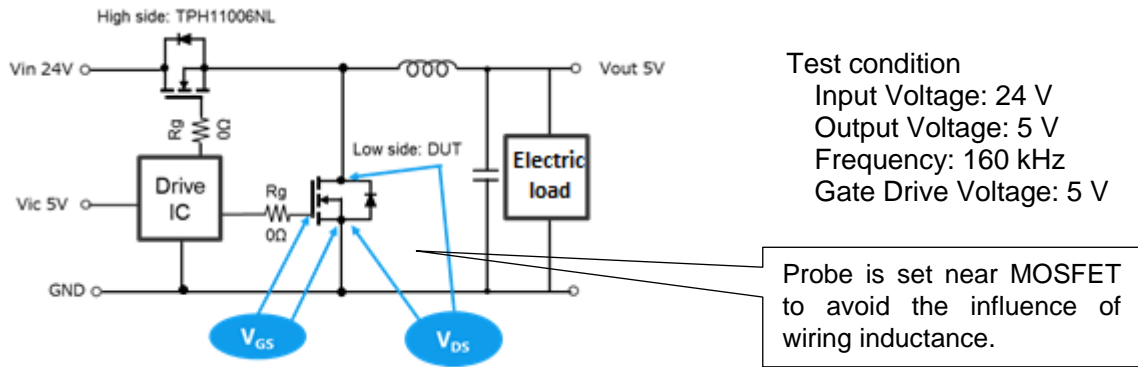 High side: TPH11006NL
Vin 24V
Vout 5V
Rg
0Ω
Low side: DUT
Electric
load
Drive
IC
Vic 5V
Rg
0Ω
GND
VGS
VDS
Test condition
Input Voltage: 24 V
Output Voltage: 5 V
Frequency: 160 kHz
Gate Drive Voltage: 5 V
Probe is set near MOSFET
to avoid the influence of
wiring inductance.